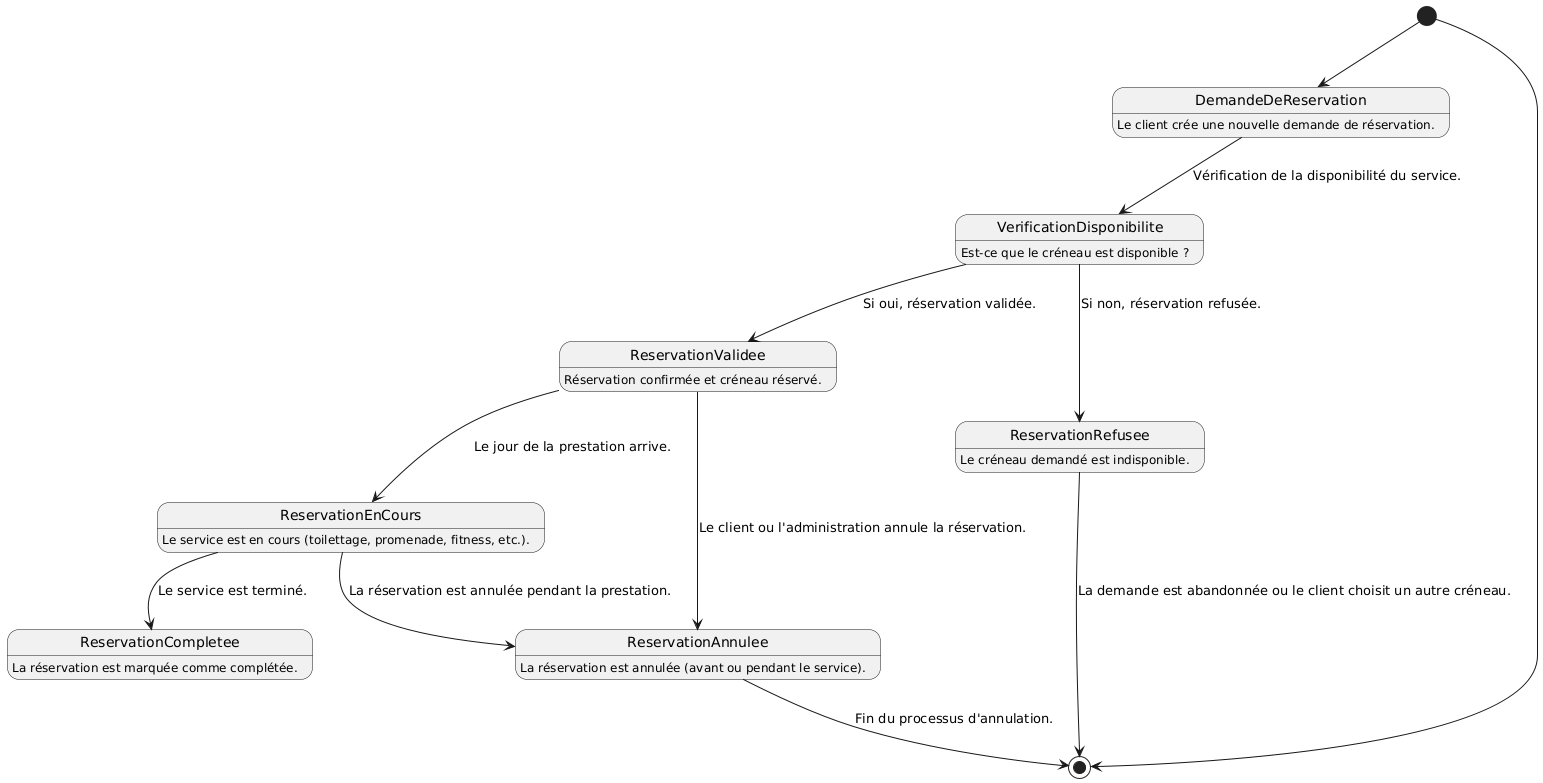 DemandeDeReservation
Le client crée une nouvelle demande de réservation.
Vérification de la disponibilité du service.
VerificationDisponibilite
Est-ce que le créneau est disponible ?
Si oui, réservation validée.
Si non, réservation refusée.
ReservationValidee
Réservation confirmée et créneau réservé.
ReservationRefusee
Le créneau demandé est indisponible.
Le jour de la prestation arrive.
ReservationEnCours
Le service est en cours (toilettage, promenade, fitness, etc.).
Le client ou l'administration annule la réservation.
Le service est terminé.
La réservation est annulée pendant la prestation.
La demande est abandonnée ou le client choisit un autre créneau.
ReservationCompletee
La réservation est marquée comme complétée.
ReservationAnnulee
La réservation est annulée (avant ou pendant le service).
Fin du processus d'annulation.